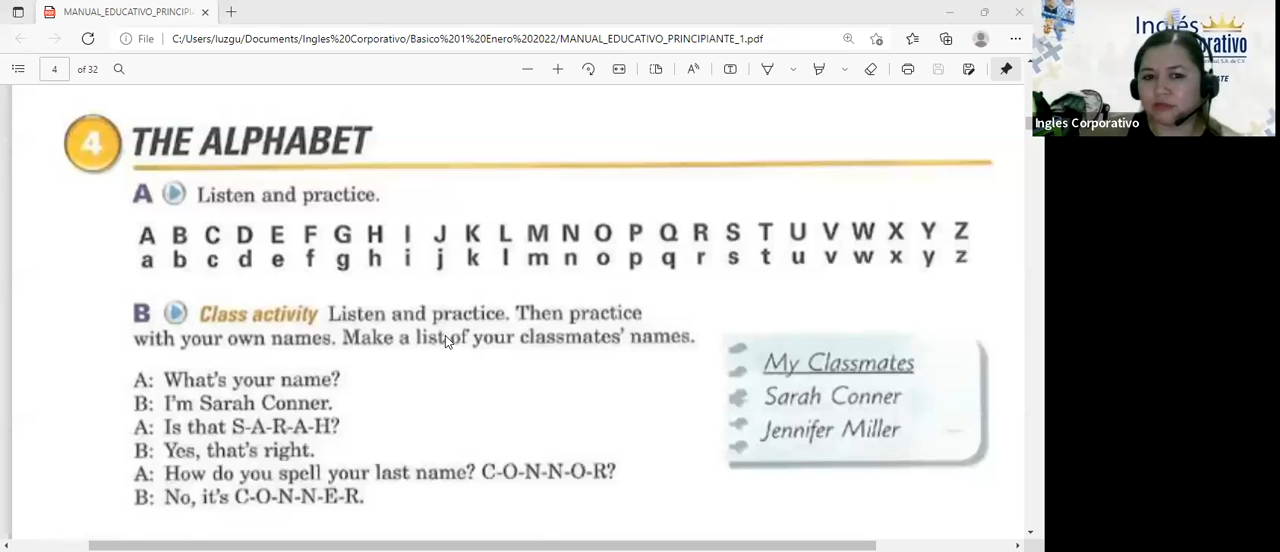 MANUAL_EDUCATIVO_PRINCIPI
File
C:/Users/luzgu/Documents/Ingles%20Corporativo/Basico%201%20Enero%202022/MANUAL_EDUCATIVO_PRINCIPIANTE_1.pdf
4 of 32
Inglés
orativo
Ingles Corporativo
4 THE ALPHABET
A Listen and practice.
A B C D E F G H I J K L M N O P Q R S T U V W X Y Z
a b c d e f g h i j k l m n o p q r s t u v w x y z
B Class activity Listen and practice. Then practice
with your own names. Make a list of your classmates' names.
A: What's your name?
B: I'm Sarah Conner.
A: Is that S-A-R-A-H?
B: Yes, that's right.
A: How do you spell your last name? C-O-N-N-O-R?
B: No, it's C-O-N-N-E-R.
My Classmates
Sarah Conner
Jennifer Miller